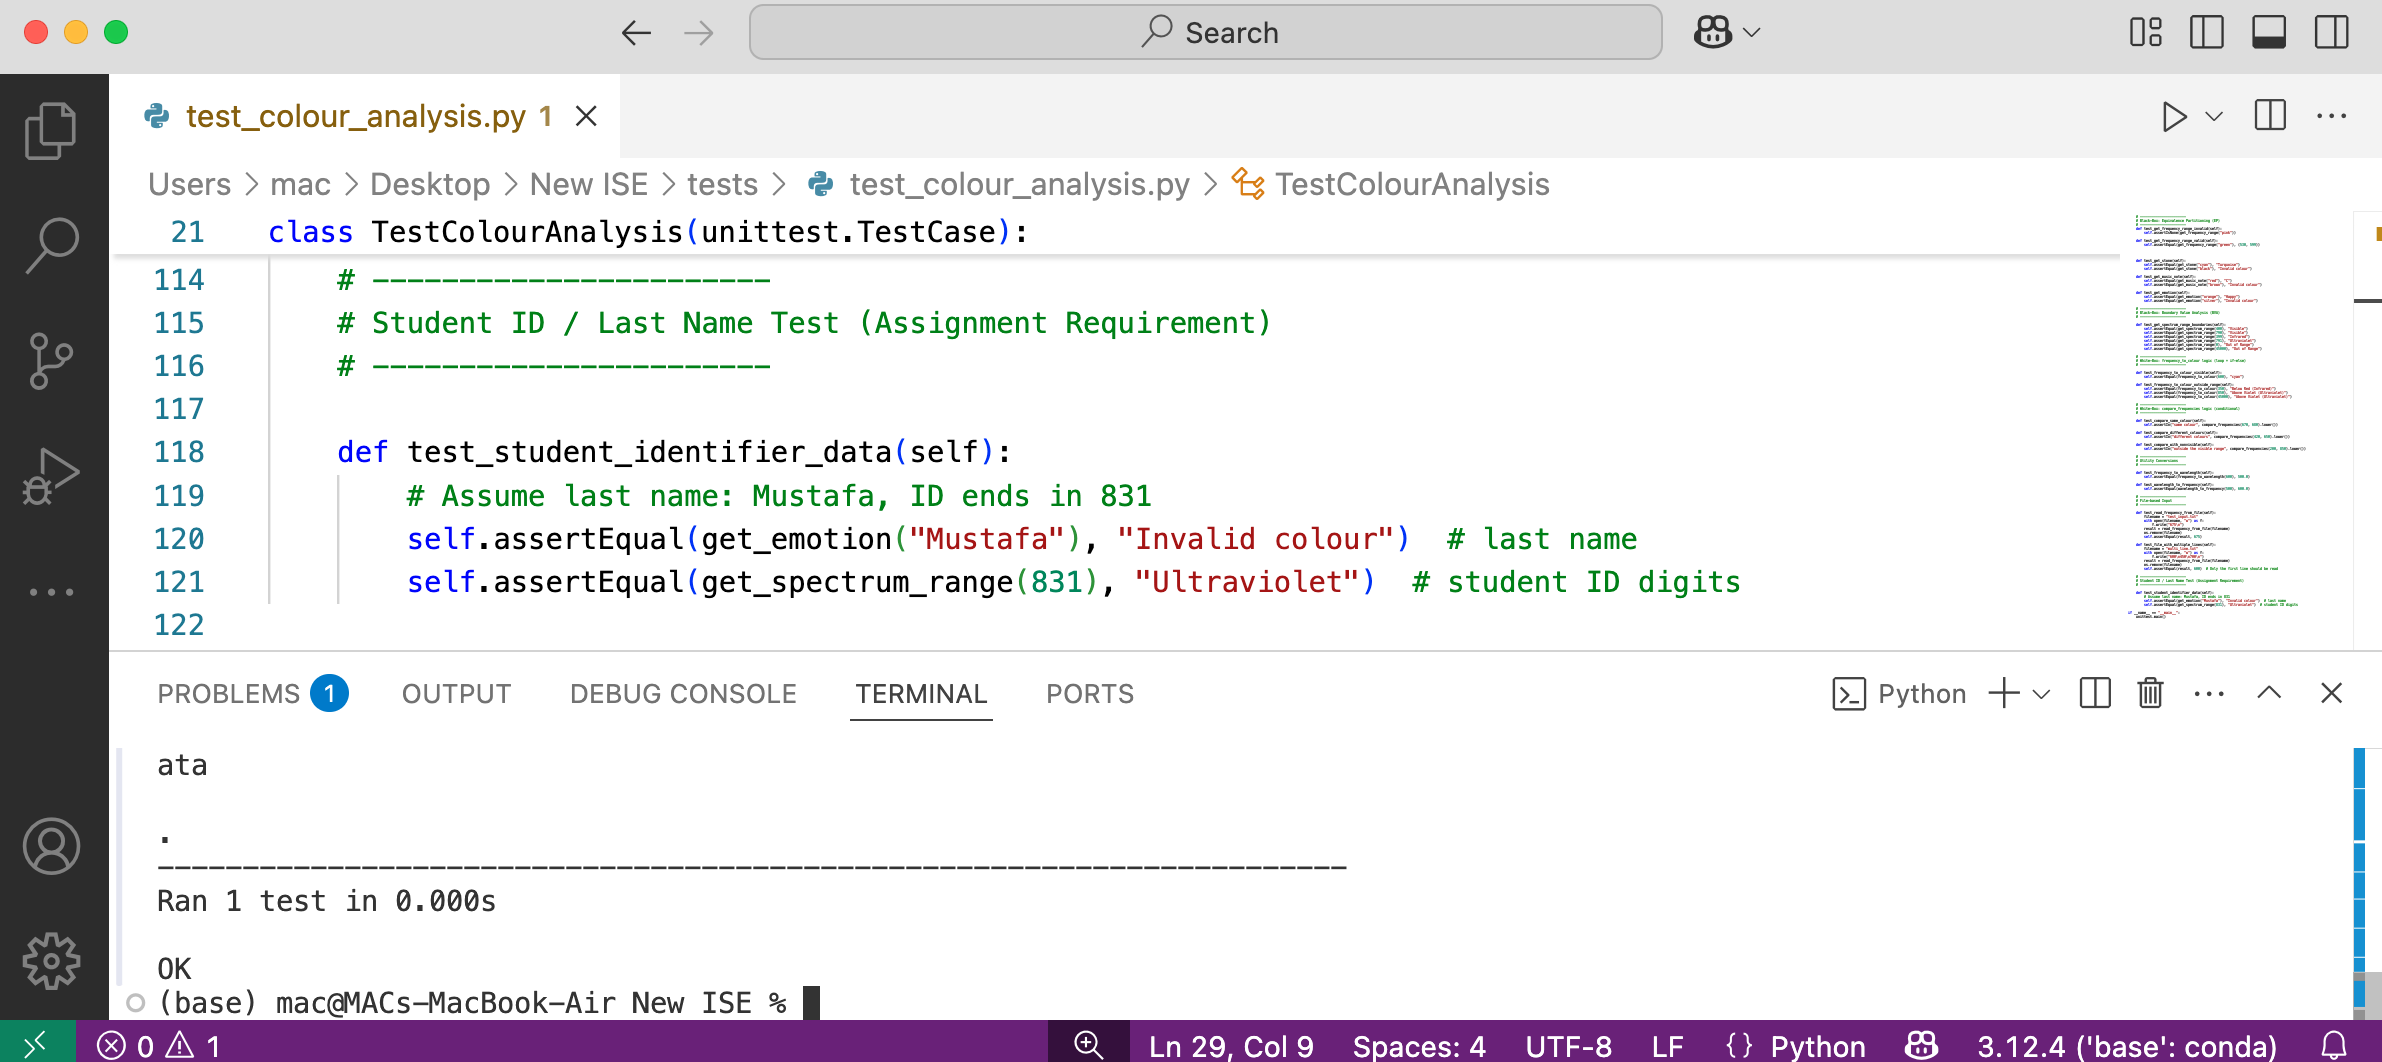 Search
test_colour_analysis.py 1
Users > mac > Desktop > New ISE > tests > test_colour_analysis.py > TestColourAnalysis
21 class TestColourAnalysis(unittest.TestCase):
114 # -----------------------
115 # Student ID / Last Name Test (Assignment Requirement)
116 # -----------------------
117
118 def test_student_identifier_data(self):
119 # Assume last name: Mustafa, ID ends in 831
120 self.assertEqual(get_emotion("Mustafa"), "Invalid colour")  # last name
121 self.assertEqual(get_spectrum_range(831), "Ultraviolet")  # student ID digits
122
PROBLEMS 1 OUTPUT DEBUG CONSOLE TERMINAL PORTS Python
ata
.
----------------------------------------------------------------------
Ran 1 test in 0.000s
OK
(base) mac@MACs-MacBook-Air New ISE %
0 1 Ln 29, Col 9 Spaces: 4 UTF-8 LF {} Python 3.12.4 ('base': conda)